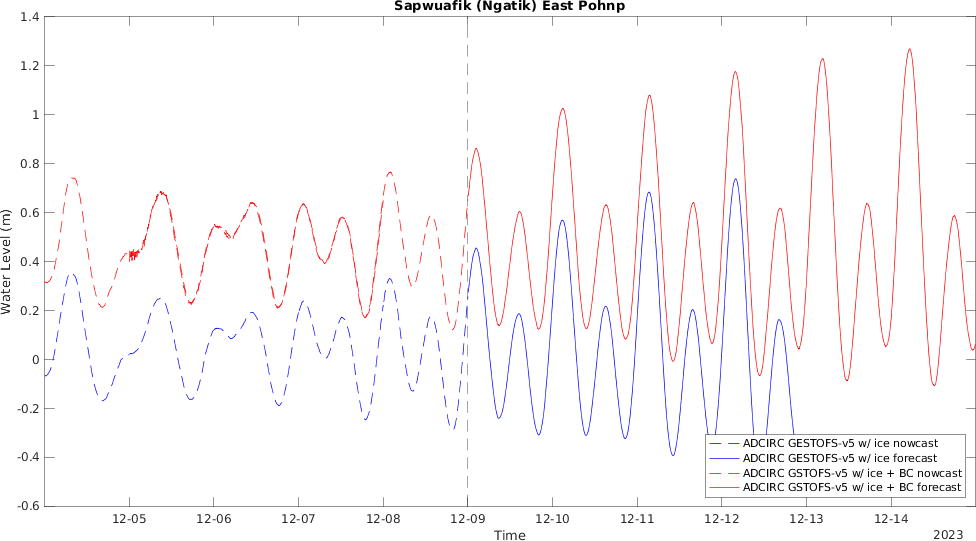 Sapwuafik (Ngatik) East Pohnp
1.4
1.2
1
0.8
0.6
0.4
0.2
0
-0.2
-0.4
-0.6
Water Level (m)
12-05 12-06 12-07 12-08 12-09 12-10 12-11 12-12 12-13 12-14
Time
2023
ADCIRC GESTOFS-v5 w/ ice nowcast
ADCIRC GESTOFS-v5 w/ ice forecast
ADCIRC GSTOFS-v5 w/ ice + BC nowcast
ADCIRC GSTOFS-v5 w/ ice + BC forecast